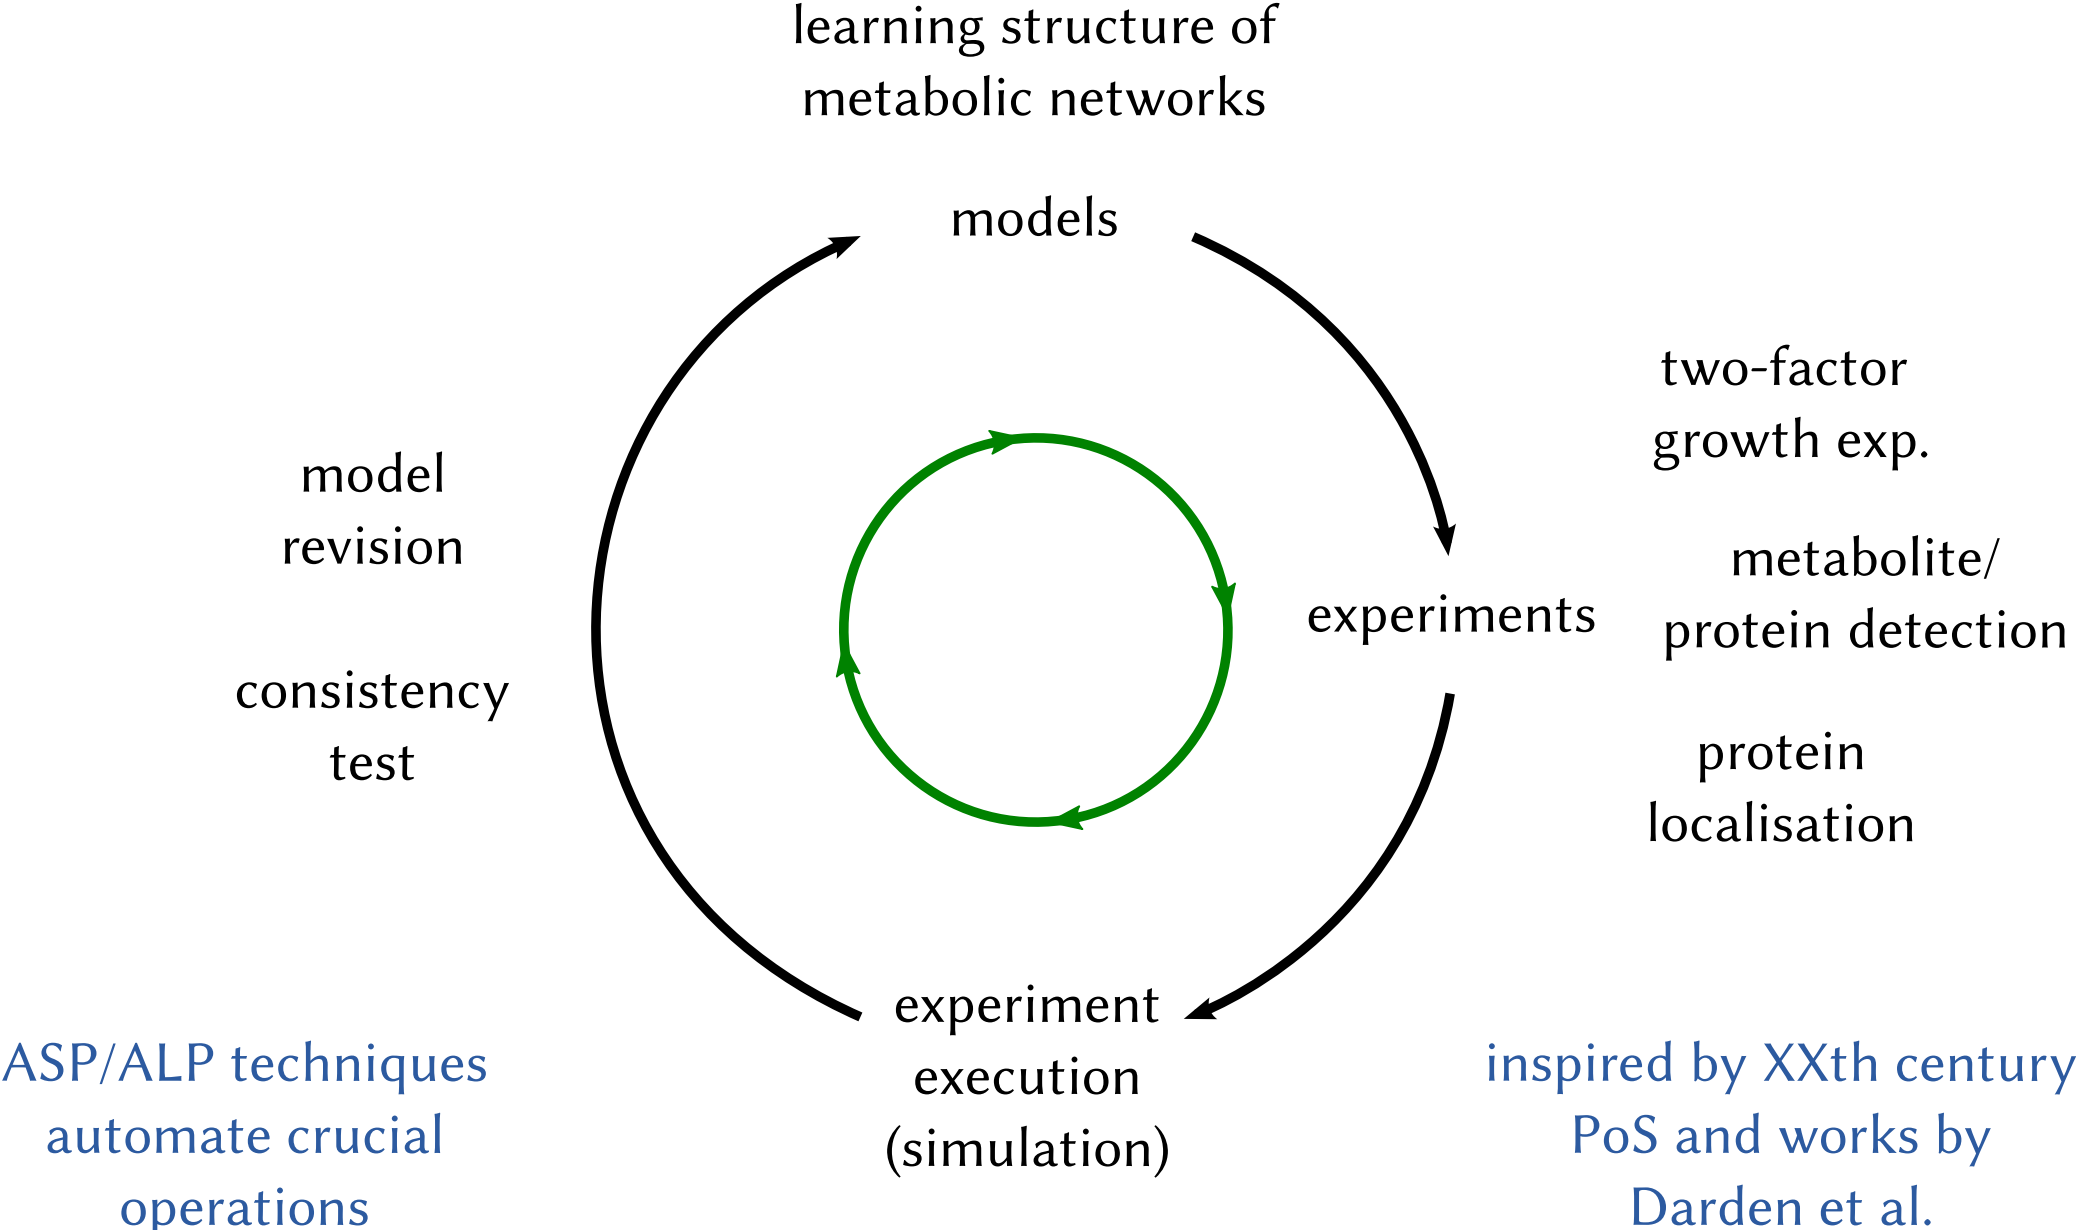 learning structure of
metabolic networks
models
two-factor
growth exp.
metabolite/
protein detection
experiments
protein
localisation
model
revision
consistency
test
experiment
execution
(simulation)
ASP/ALP techniques
automate crucial
operations
inspired by XXth century
PoS and works by
Darden et al.